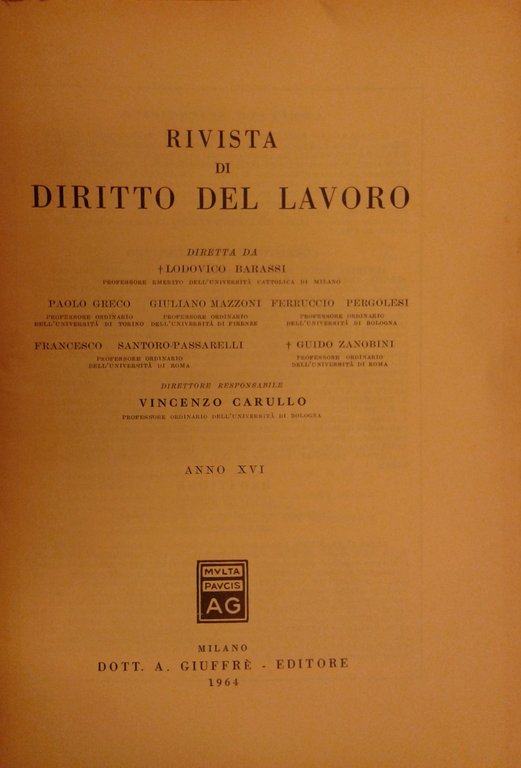 RIVISTA
DI
DIRITTO DEL LAVORO
DIRETTA DA
† LODOVICO BARASSI
PROFESSORE EMERITO DELL'UNIVERSITÀ CATTOLICA DI MILANO
PAOLO GRECO GIULIANO MAZZONI FERRUCCIO PERGOLESI
PROFESSORE ORDINARIO PROFESSORE ORDINARIO PROFESSORE ORDINARIO
DELL'UNIVERSITÀ DI TORINO DELL'UNIVERSITÀ DI FIRENZE DELL'UNIVERSITÀ DI BOLOGNA
FRANCESCO SANTORO-PASSARELLI † GUIDO ZANOBINI
PROFESSORE ORDINARIO PROFESSORE ORDINARIO
DELL'UNIVERSITÀ DI ROMA DELL'UNIVERSITÀ DI ROMA
DIRETTORE RESPONSABILE
VINCENZO CARULLO
PROFESSORE ORDINARIO DELL'UNIVERSITÀ DI BOLOGNA
ANNO XVI
MVLTA
PAVCIS
AG
MILANO
DOTT. A. GIUFFRÈ - EDITORE
1964